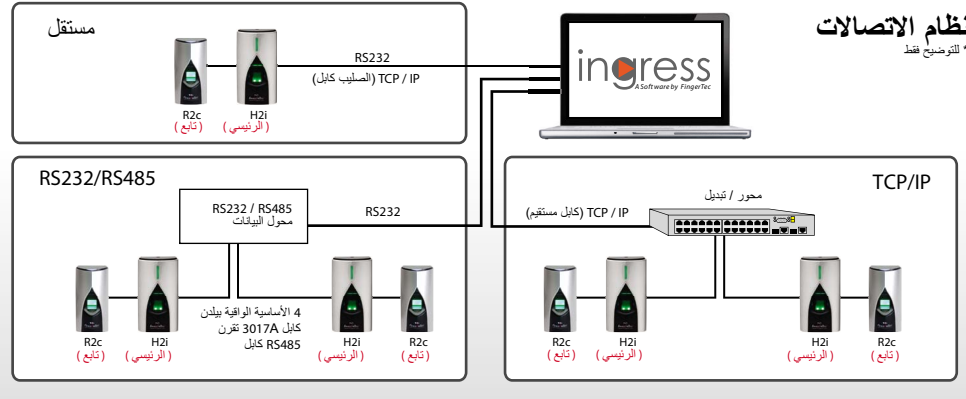 نظام الاتصالات
* للتوضيح فقط
مستقل
RS232
TCP / IP (الصليب كابل)
R2c
(تابع)
H2i
(الرئيسي)
ingress
A Software by FingerTec
RS232/RS485
RS232 / RS485
محول البيانات
RS232
R2c
(تابع)
H2i
(الرئيسي)
4 الأساسية الواقية بيلدن
كابل 3017A تقرن
RS485 كابل
H2i
(الرئيسي)
R2c
(تابع)
TCP/IP
محور / تبديل
TCP / IP (كابل مستقيم)
R2c
(تابع)
H2i
(الرئيسي)
H2i
(الرئيسي)
R2c
(تابع)